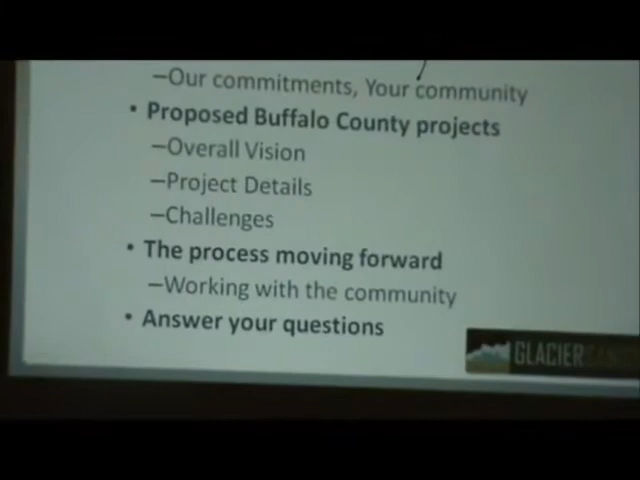 –Our commitments, Your community
• Proposed Buffalo County projects
–Overall Vision
–Project Details
–Challenges
• The process moving forward
–Working with the community
• Answer your questions
GLACIER